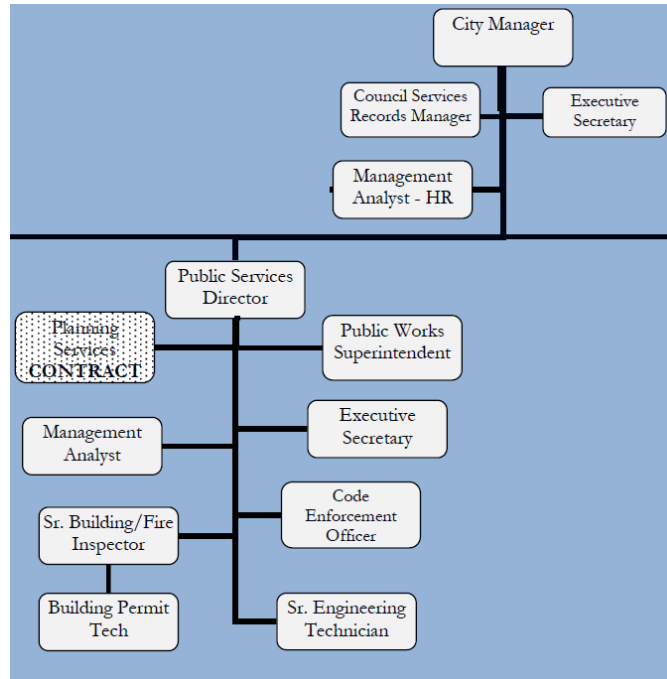 City Manager
Council Services
Records Manager
Executive
Secretary
Management
Analyst - HR
Public Services
Director
Planning
Services
CONTRACT
Public Works
Superintendent
Executive
Secretary
Management
Analyst
Code
Enforcement
Officer
Sr. Building/Fire
Inspector
Building Permit
Tech
Sr. Engineering
Technician